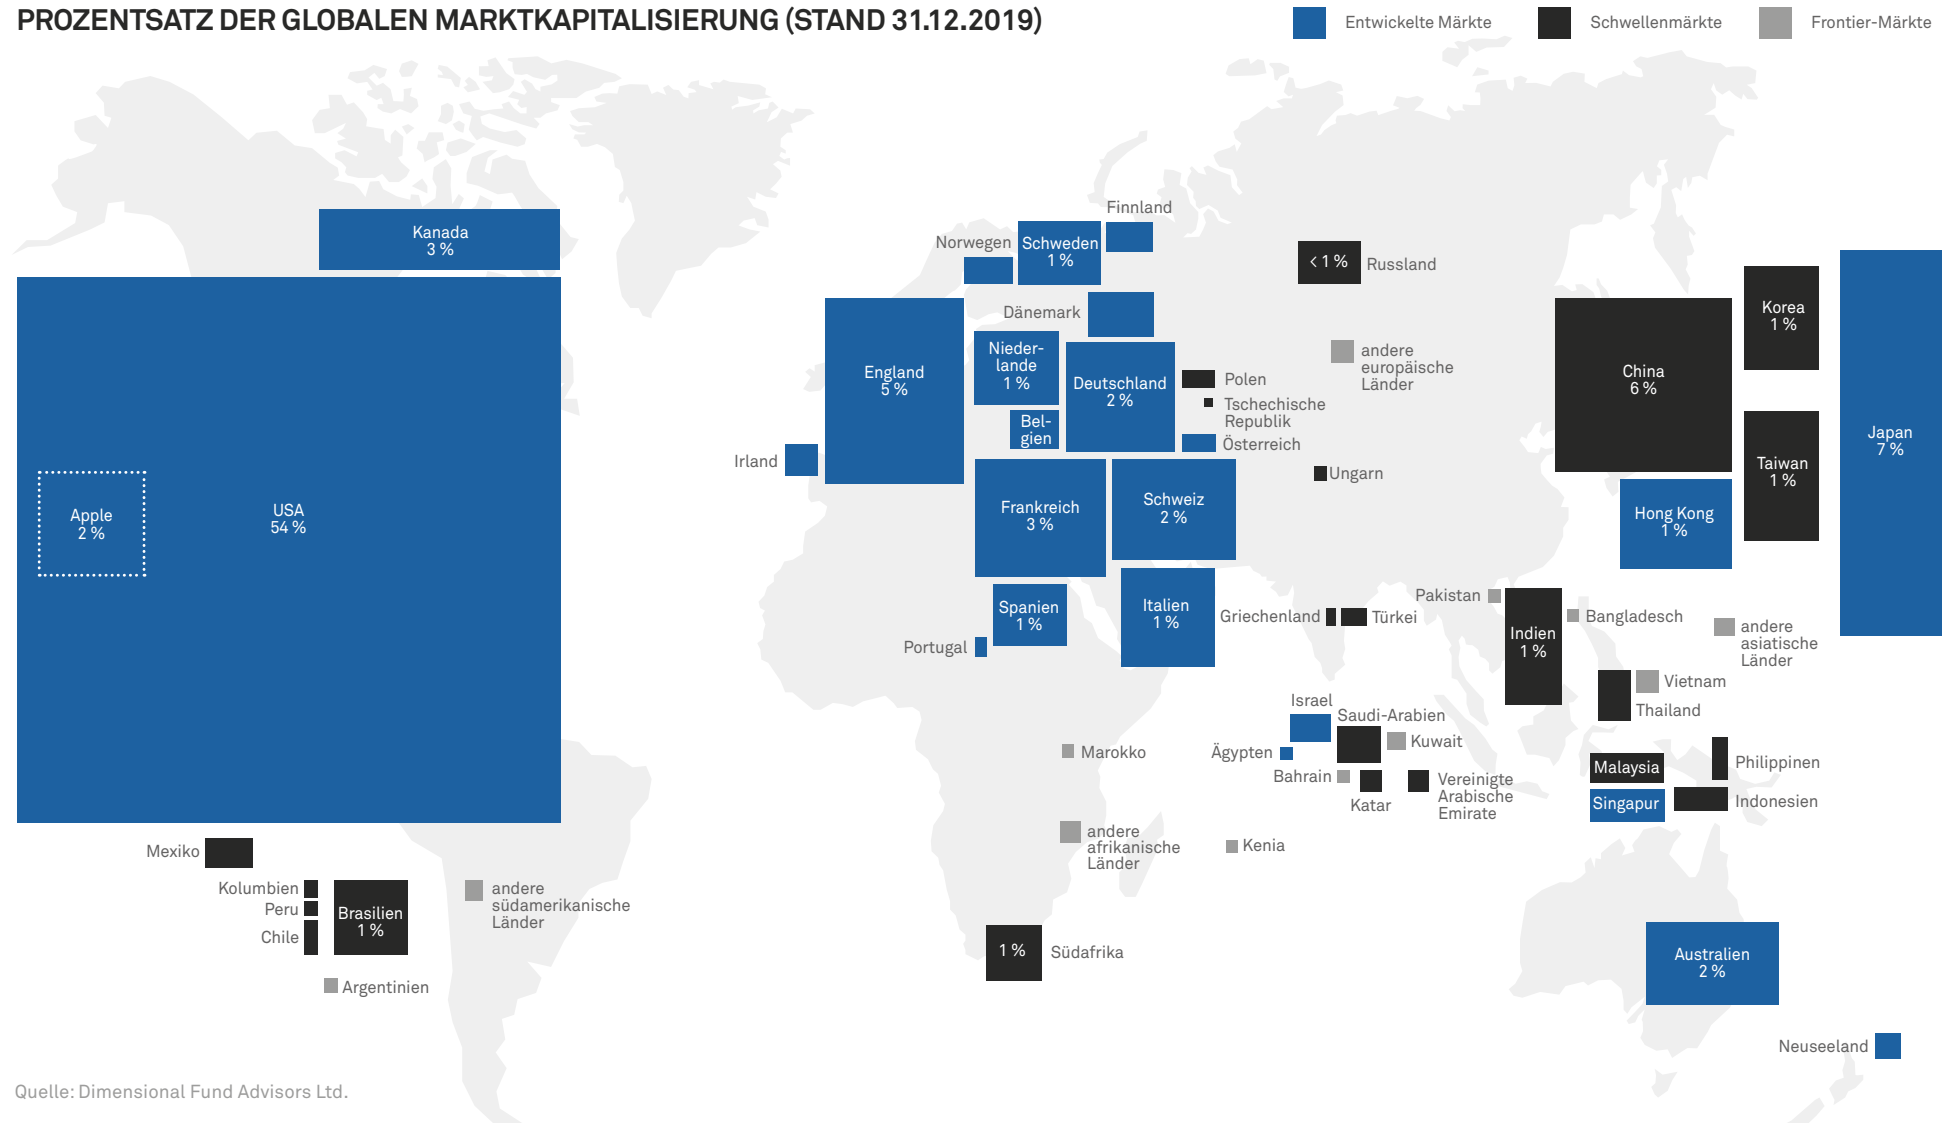 PROZENTSATZ DER GLOBALEN MARKTKAPITALISIERUNG (STAND 31.12.2019)
Entwickelte Märkte
Schwellenmärkte
Frontier-Märkte
Kanada
3 %
USA
54 %
Apple
2 %
Mexiko
Kolumbien
Peru
Chile
Brasilien
1 %
andere
südamerikanische
Länder
Argentinien
Finnland
Norwegen
Schweden
1 %
Dänemark
England
5 %
Nieder-
lande
1 %
Deutschland
2 %
Bel-
gien
Polen
Tschechische
Republik
Österreich
Irland
Frankreich
3 %
Schweiz
2 %
Spanien
1 %
Italien
1 %
Portugal
< 1 %
Russland
andere
europäische
Länder
Ungarn
Griechenland
Türkei
Israel
Saudi-Arabien
Ägypten
Kuwait
Bahrain
Katar
Vereinigte
Arabische
Emirate
Marokko
andere
afrikanische
Länder
Kenia
1 %
Südafrika
China
6 %
Korea
1 %
Taiwan
1 %
Japan
7 %
Hong Kong
1 %
Pakistan
Indien
1 %
Bangladesch
andere
asiatische
Länder
Vietnam
Thailand
Malaysia
Philippinen
Singapur
Indonesien
Australien
2 %
Neuseeland
Quelle: Dimensional Fund Advisors Ltd.